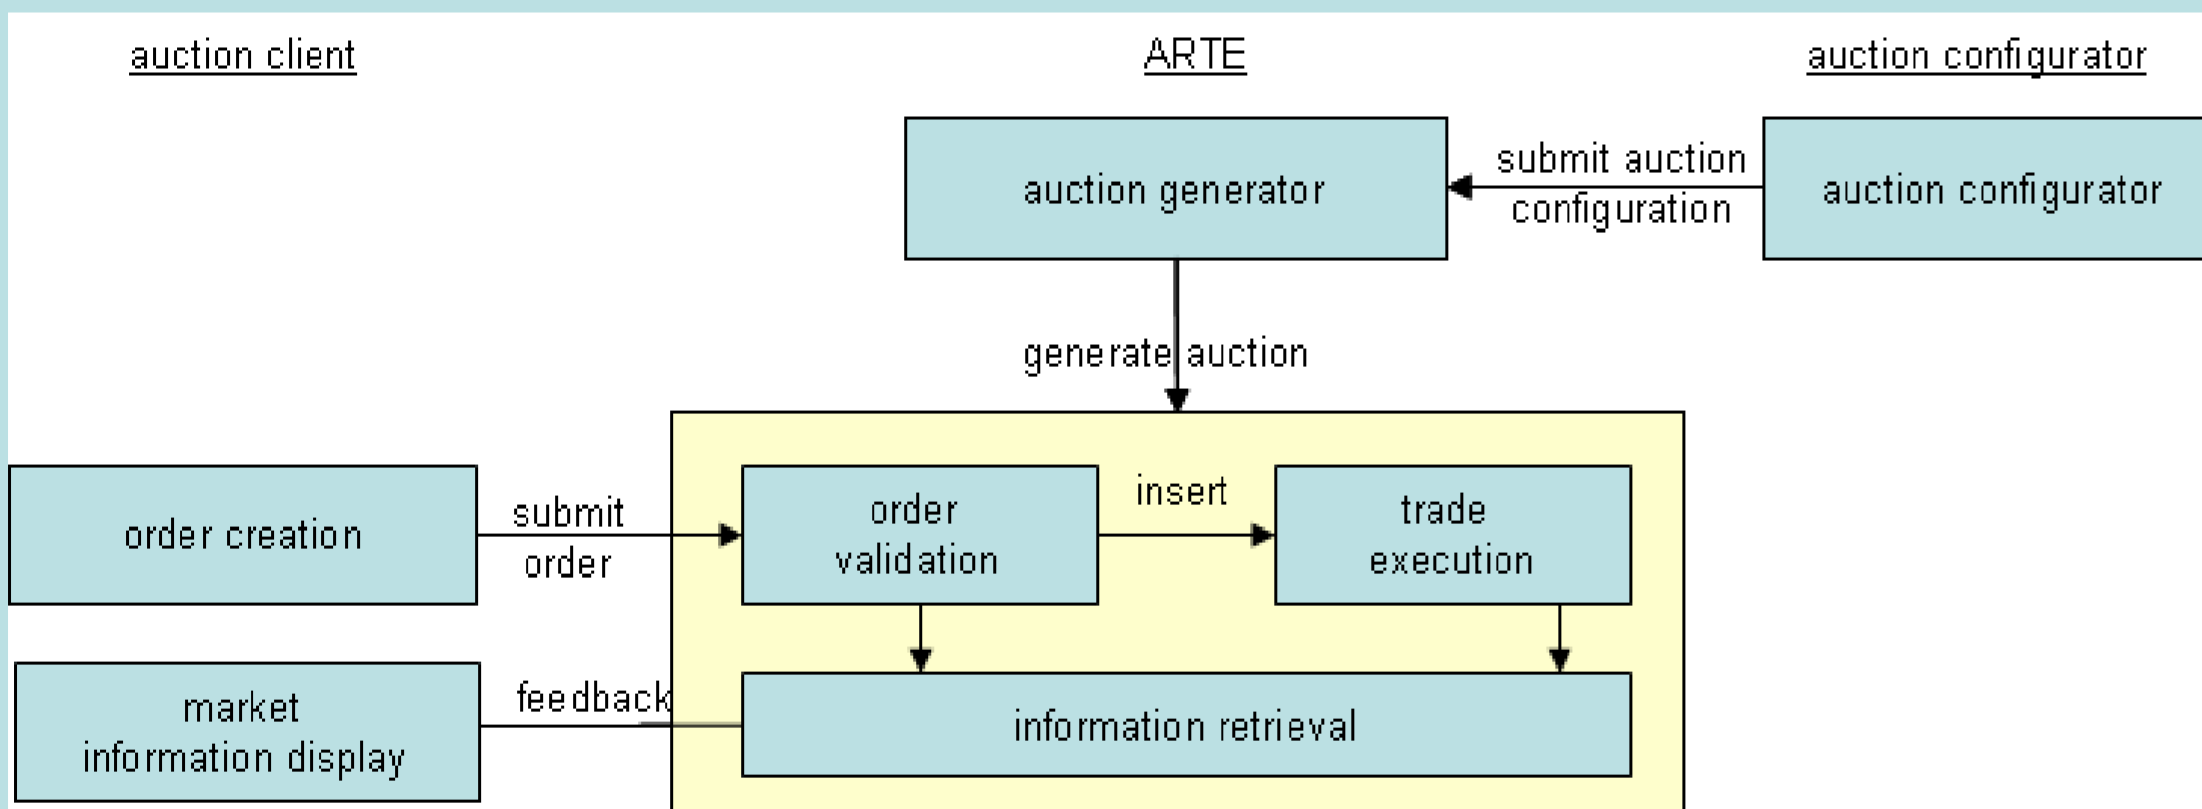 auction client
ARTE
auction configurator
auction generator
submit auction
configuration
auction configurator
generate auction
order creation
submit
order
order
validation
insert
trade
execution
market
information display
feedback
information retrieval